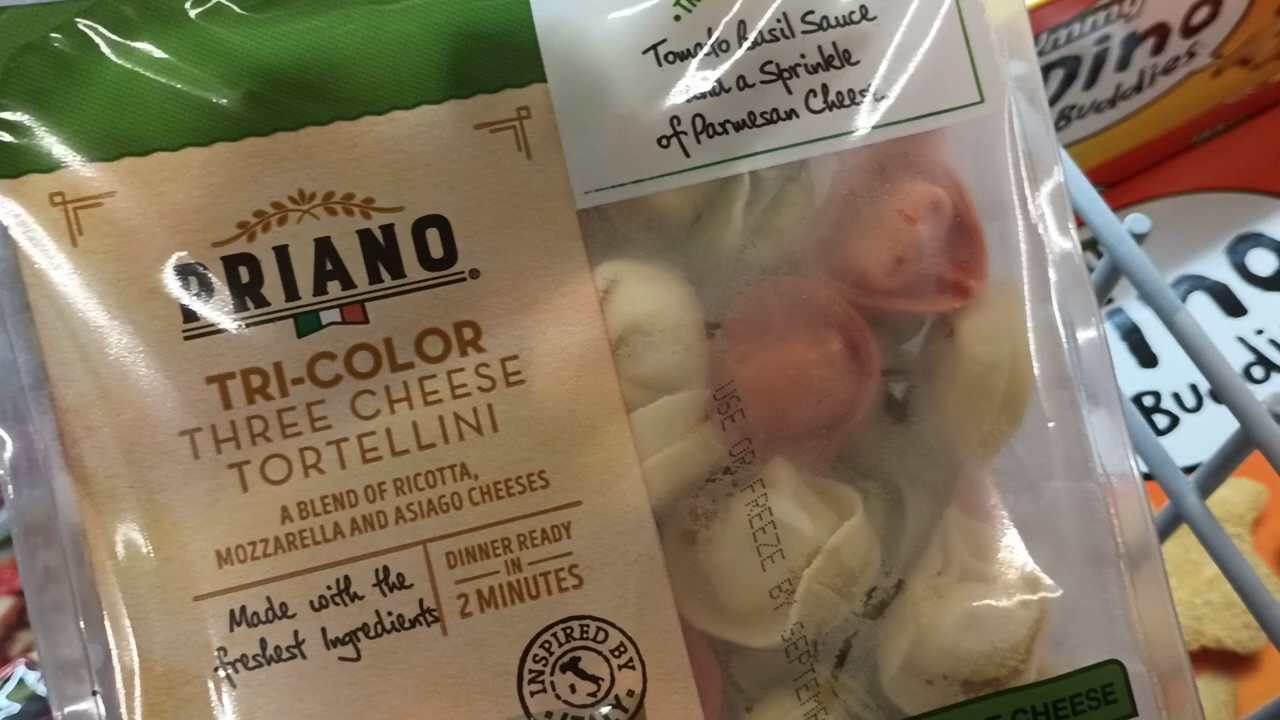 Tomato Basil Sauce
and a Sprinkle
of Parmesan Cheese
PRIANO
TRI-COLOR
THREE CHEESE
TORTELLINI
A BLEND OF RICOTTA,
MOZZARELLA AND ASIAGO CHEESES
Made with the
freshest Ingredients
DINNER READY
IN
2 MINUTES
INSPIRED BY
ITALY
USE OR FREEZE BY
CHEESE
Dino
Buddies